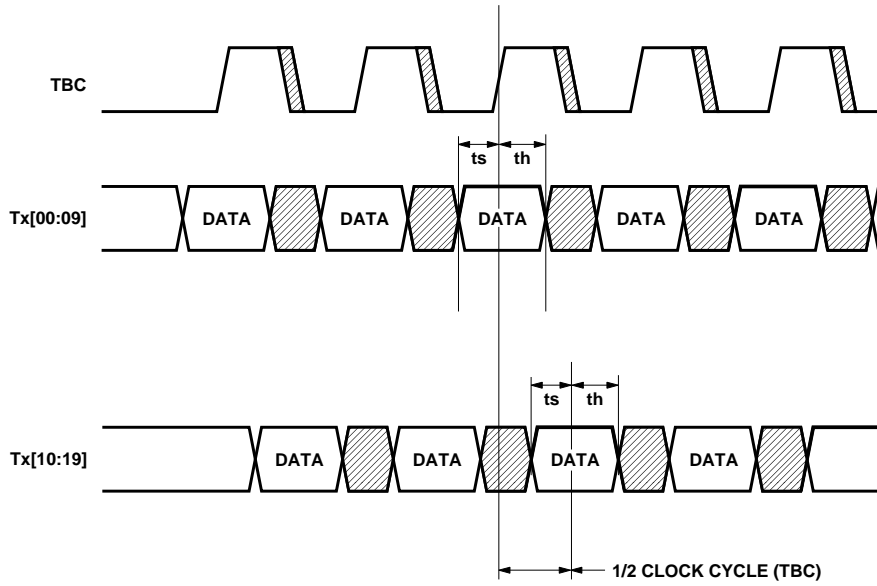 TBC
ts th
Tx[00:09] DATA DATA DATA DATA DATA
ts th
Tx[10:19] DATA DATA DATA DATA
1/2 CLOCK CYCLE (TBC)